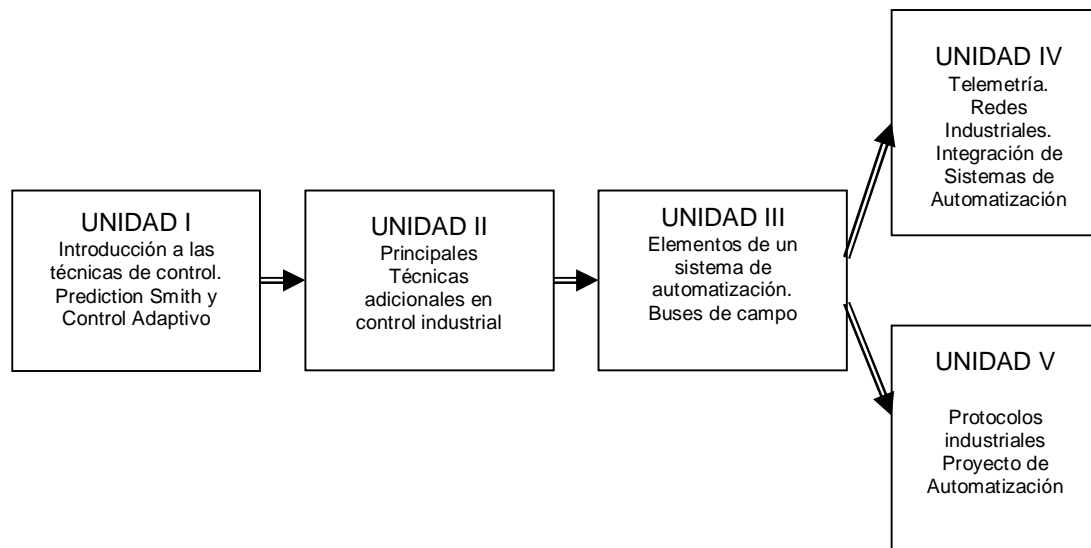 UNIDAD I
Introducción a las
técnicas de control.
Prediction Smith y
Control Adaptivo
UNIDAD II
Principales
Técnicas
adicionales en
control industrial
UNIDAD III
Elementos de un
sistema de
automatización.
Buses de campo
UNIDAD IV
Telemetría.
Redes
Industriales.
Integración de
Sistemas de
Automatización
UNIDAD V
Protocolos
industriales
Proyecto de
Automatización